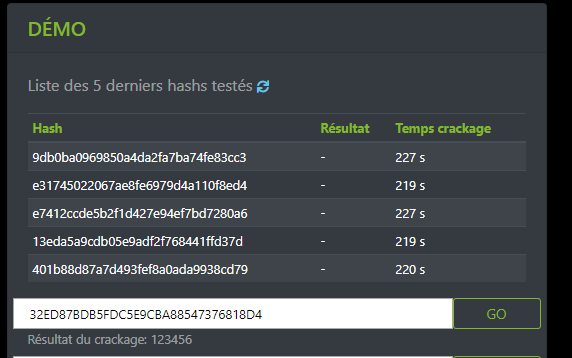 DÉMO
Liste des 5 derniers hashs testés
Hash Résultat Temps crackage
9db0ba0969850a4da2fa7ba74fe83cc3 - 227 s
e31745022067ae8fe6979d4a110f8ed4 - 219 s
e7412ccde5b2f1d427e94ef7bd7280a6 - 227 s
13eda5a9cdb05e9adf2f768441ffd37d - 219 s
401b88d87a7d493fef8a0ada9938cd79 - 220 s
32ED87BDB5FDC5E9CBA88547376818D4 GO
Résultat du crackage: 123456